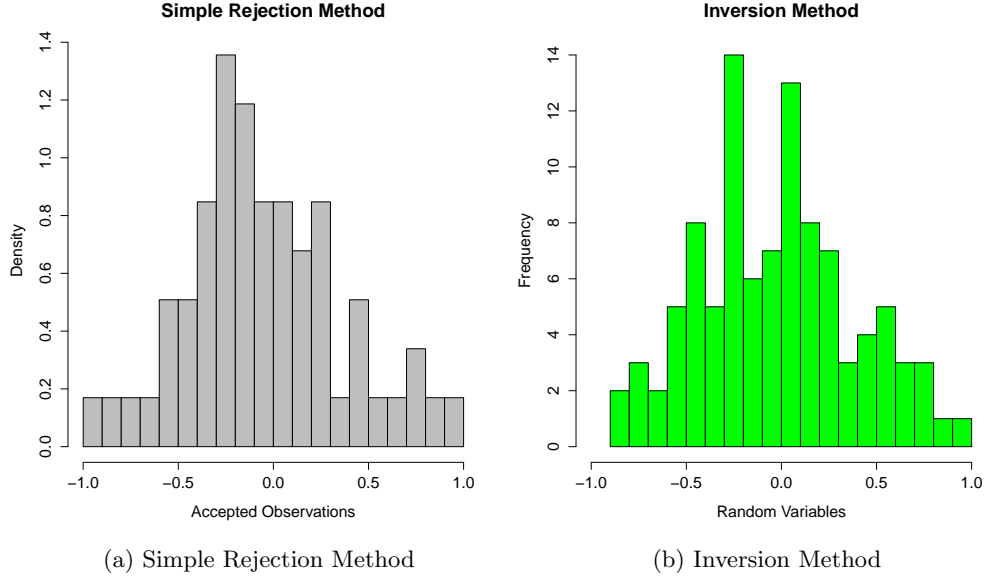 Simple Rejection Method
Density
0.0 0.2 0.4 0.6 0.8 1.0 1.2 1.4
−1.0 −0.5 0.0 0.5 1.0
Accepted Observations
(a) Simple Rejection Method
Inversion Method
Frequency
0 2 4 6 8 10 12 14
−1.0 −0.5 0.0 0.5 1.0
Random Variables
(b) Inversion Method